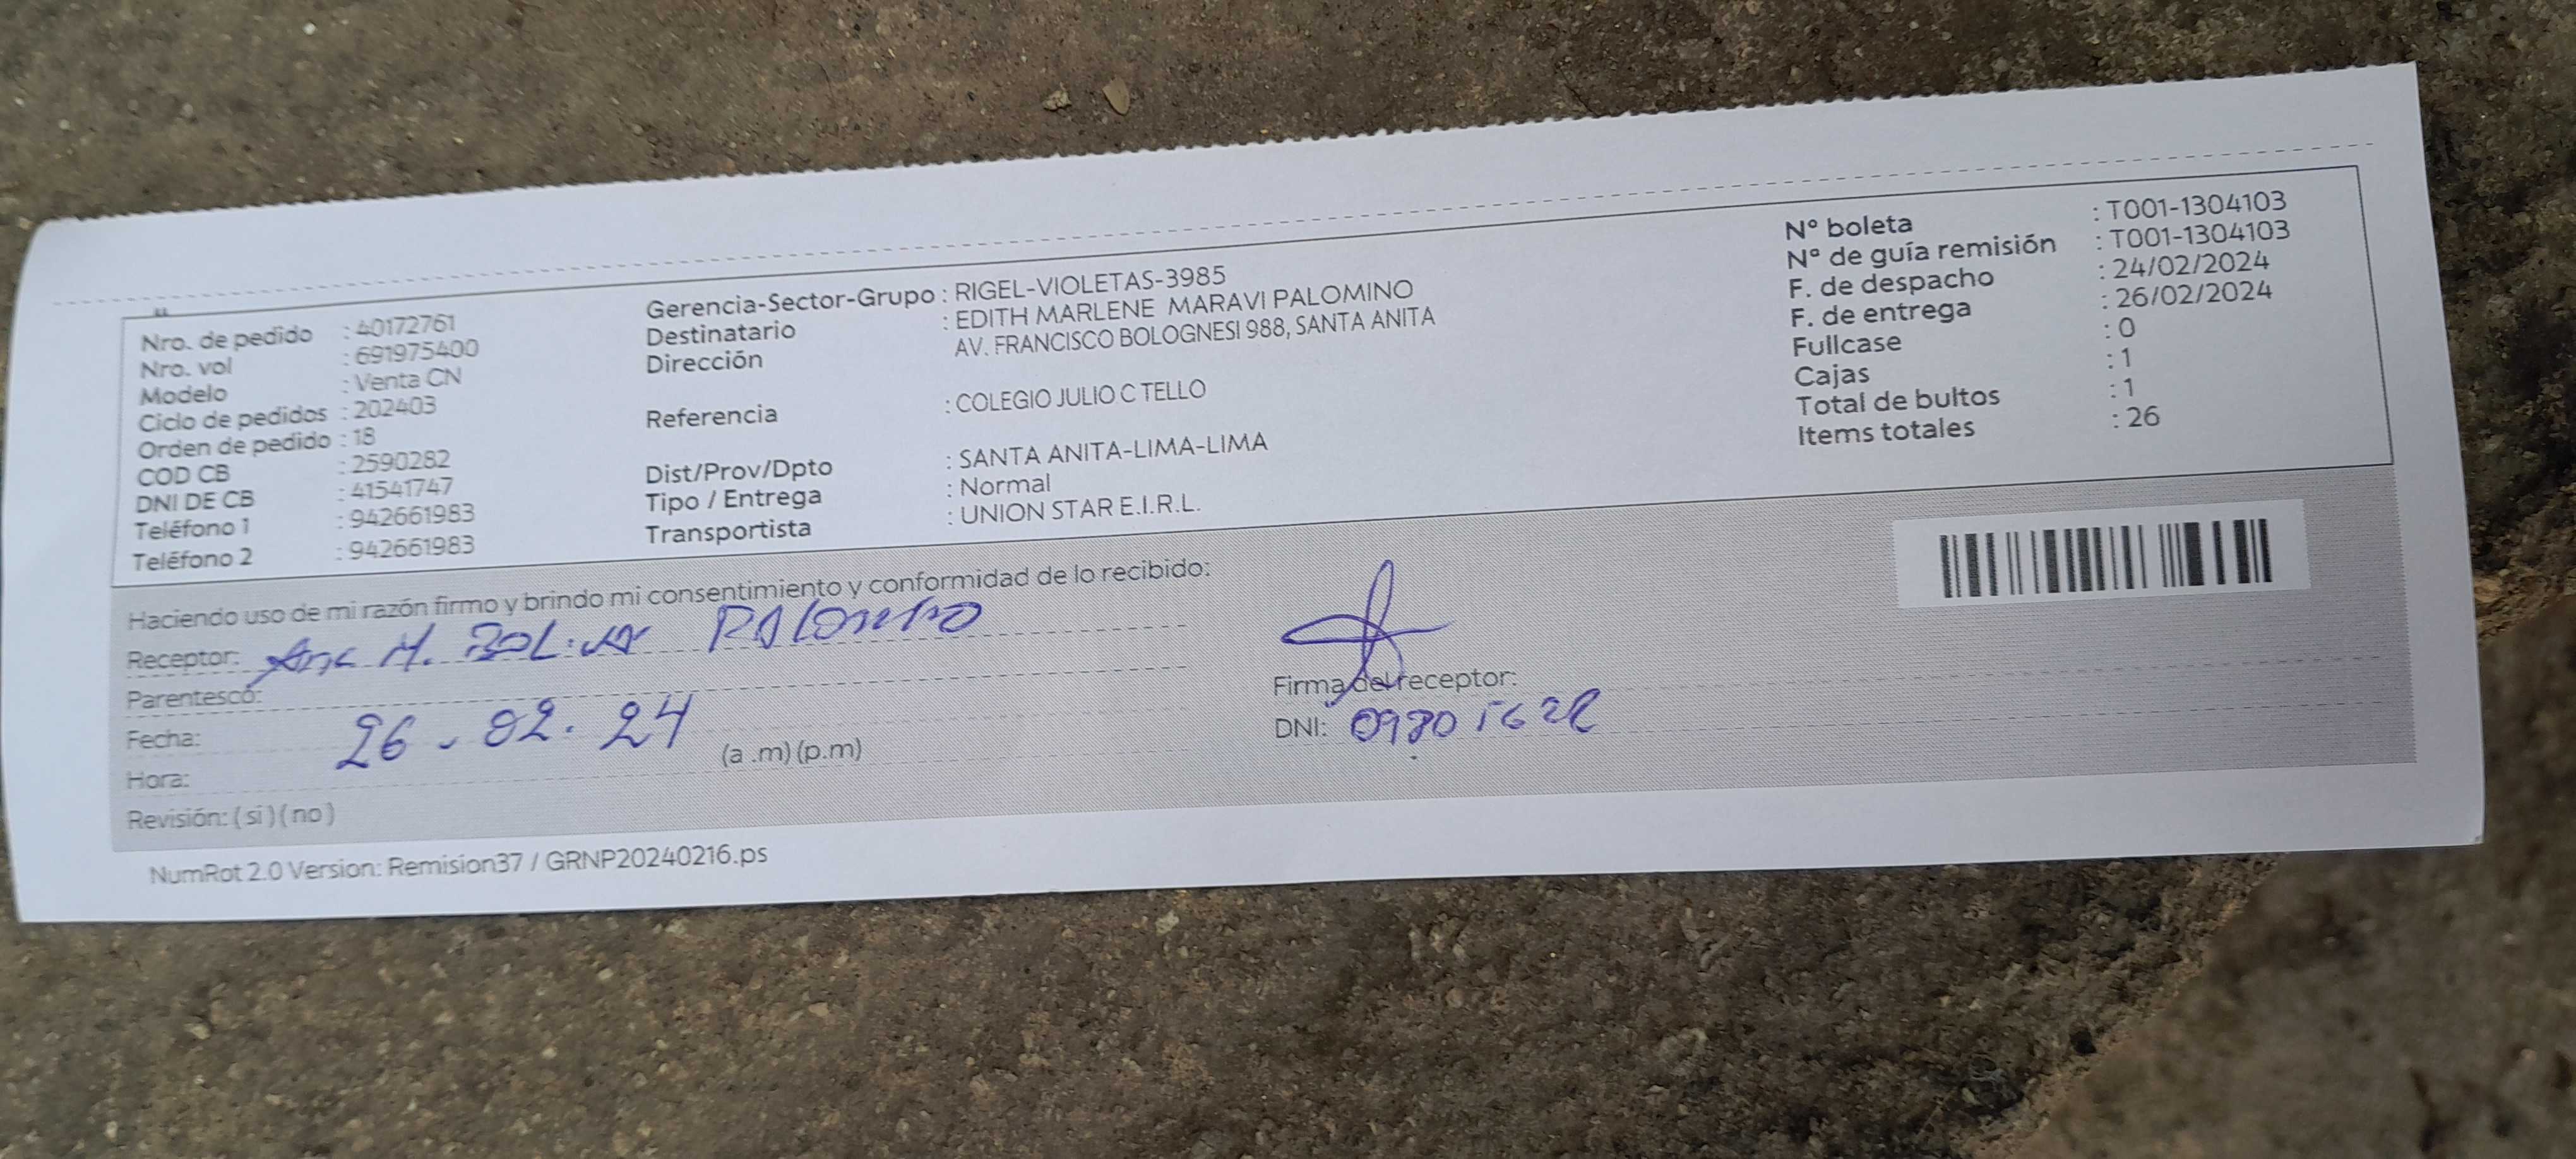 Nro. de pedido : 40172761
Nro. vol : 691975400
Modelo : Venta CN
Ciclo de pedidos : 202403
Orden de pedido : 18
COD CB : 2590282
DNI DE CB : 41541747
Teléfono 1 : 942661983
Teléfono 2 : 942661983
Gerencia-Sector-Grupo : RIGEL-VIOLETAS-3985
Destinatario : EDITH MARLENE MARAVI PALOMINO
Dirección AV. FRANCISCO BOLOGNESI 988, SANTA ANITA
Referencia : COLEGIO JULIO C TELLO
Dist/Prov/Dpto : SANTA ANITA-LIMA-LIMA
Tipo / Entrega : Normal
Transportista : UNION STAR E.I.R.L.
Nº boleta : T001-1304103
Nº de guía remisión : T001-1304103
F. de despacho : 24/02/2024
F. de entrega : 26/02/2024
Fullcase : 0
Cajas : 1
Total de bultos : 1
Items totales : 26
Haciendo uso de mi razón firmo y brindo mi consentimiento y conformidad de lo recibido:
Receptor: M.
Parentesco:
Fecha: 26.02.24
Hora: (a .m) (p.m)
Revisión: ( si ) ( no )
Firma del receptor:
DNI:
NumRot 2.0 Version: Remision37 / GRNP20240216.ps